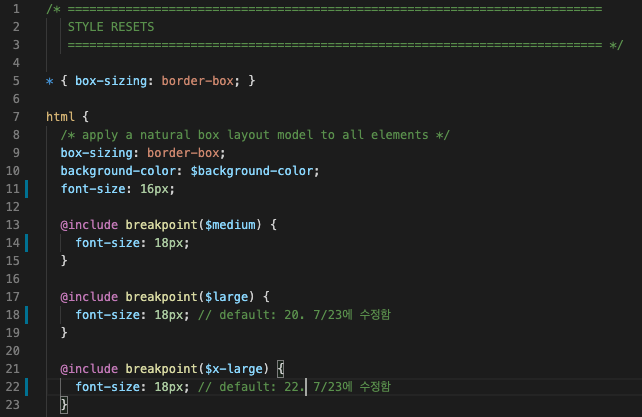 1 /* ==========================================================================
2 STYLE RESETS
3 ========================================================================== */
4
5 * { box-sizing: border-box; }
6
7 html {
8 /* apply a natural box layout model to all elements */
9 box-sizing: border-box;
10 background-color: $background-color;
11 font-size: 16px;
12
13 @include breakpoint($medium) {
14 font-size: 18px;
15 }
16
17 @include breakpoint($large) {
18 font-size: 18px; // default: 20. 7/23에 수정함
19 }
20
21 @include breakpoint($x-large) {
22 font-size: 18px; // default: 22. 7/23에 수정함
23 }